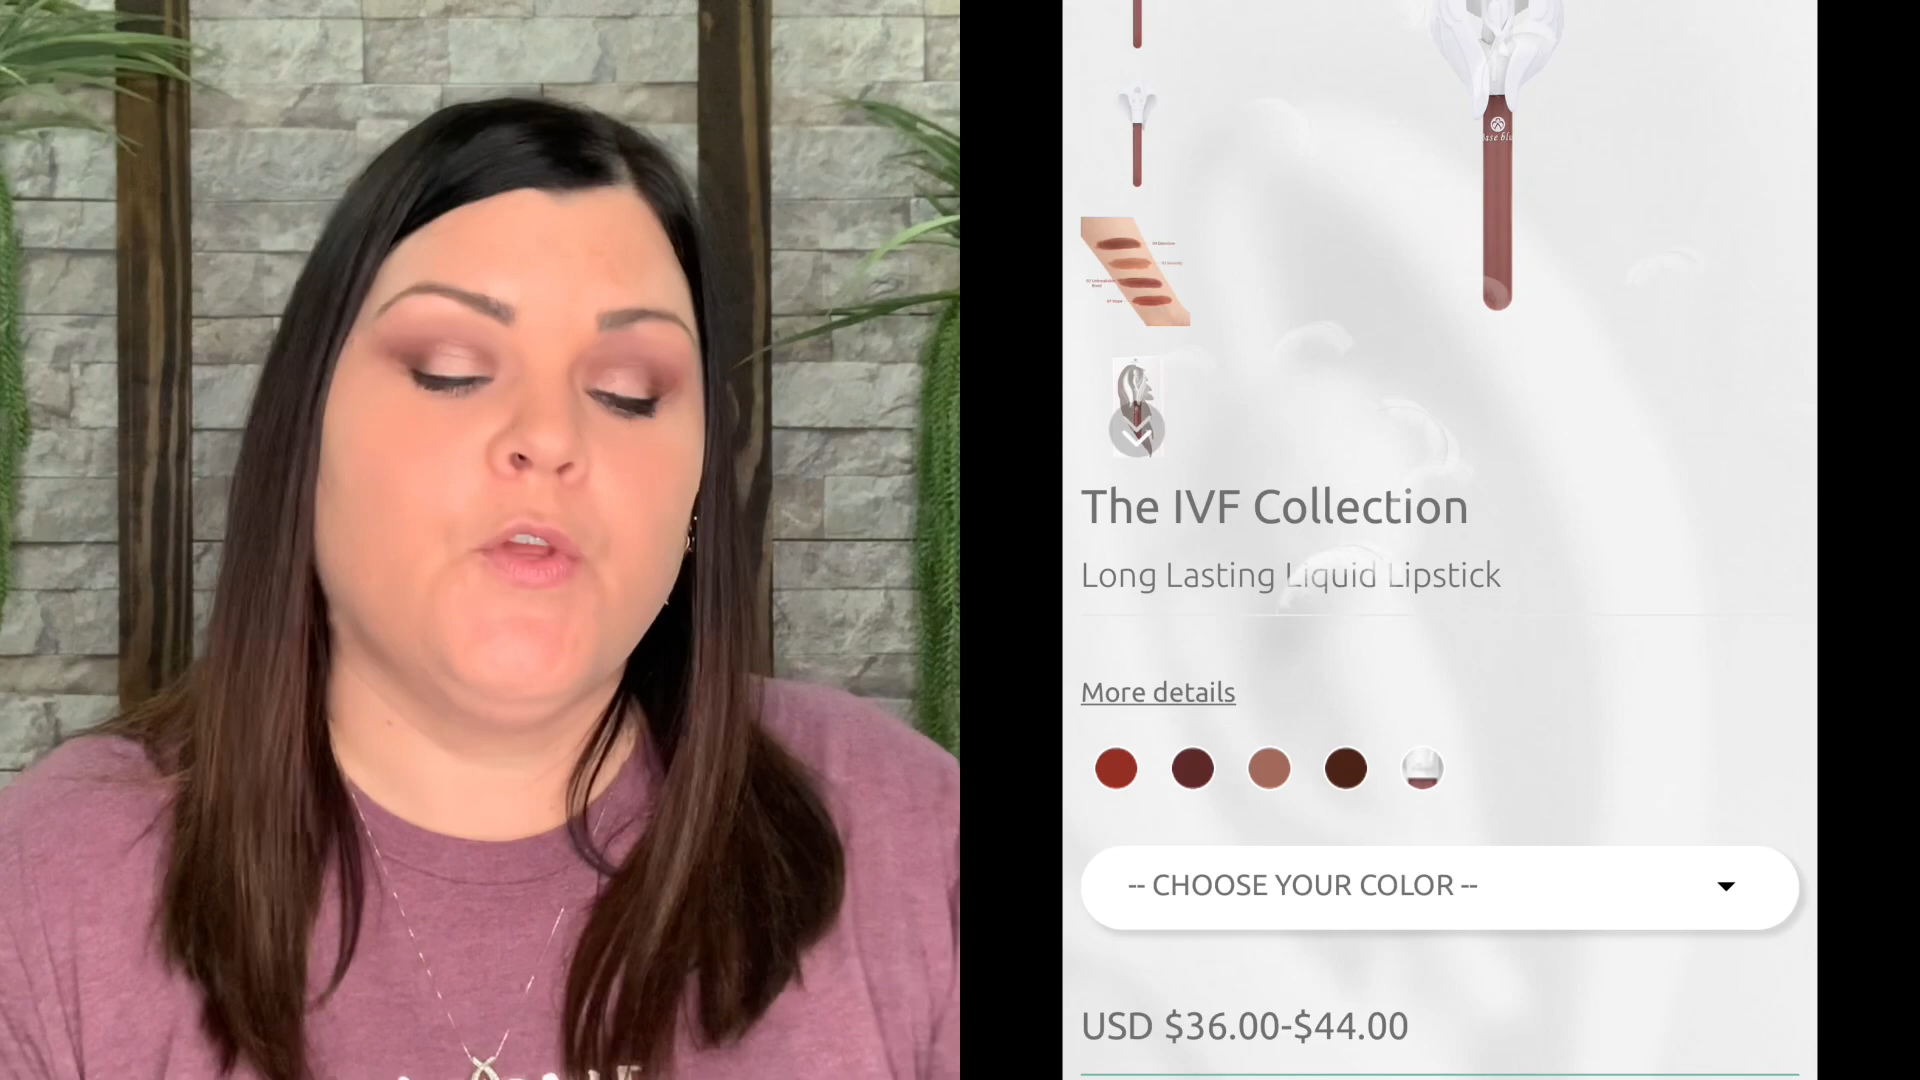 The IVF Collection
Long Lasting Liquid Lipstick
More details
-- CHOOSE YOUR COLOR --
USD $36.00-$44.00